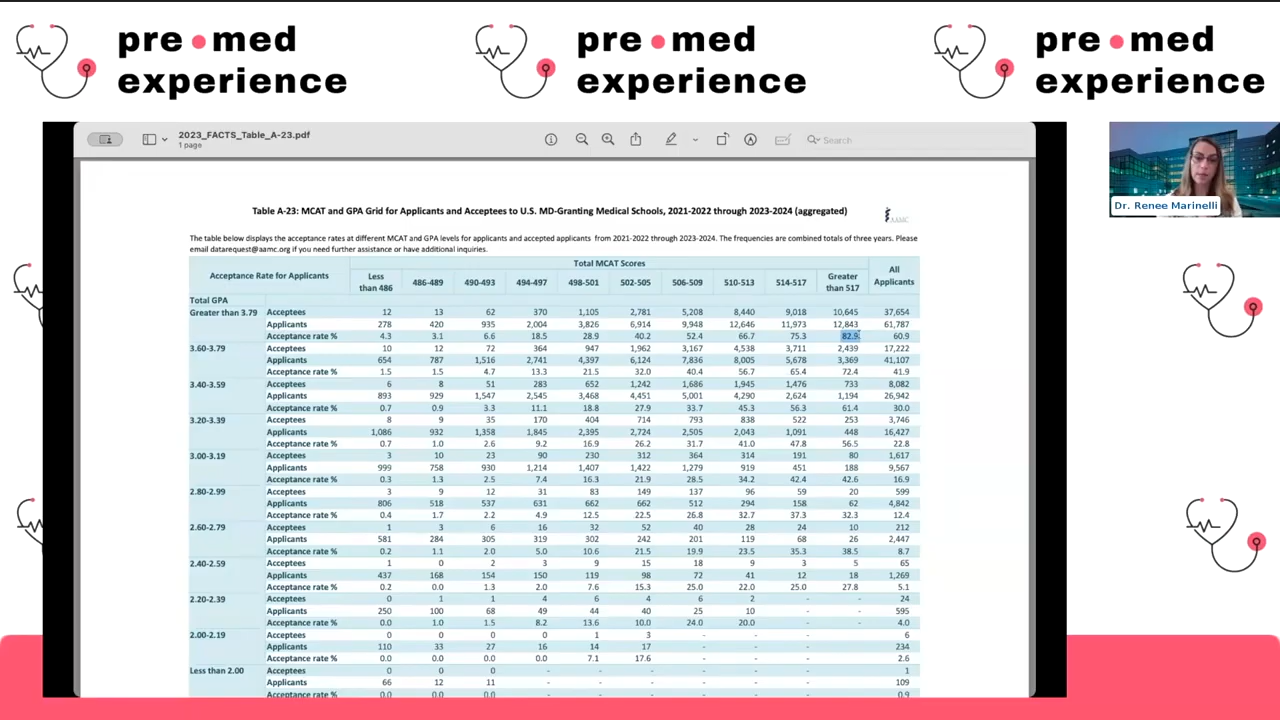 pre med
experience
pre med
experience
pre med
experience
2023_FACTS_Table_A-23.pdf
1 page
Search
Dr. Renee Marinelli
Table A-23: MCAT and GPA Grid for Applicants and Acceptees to U.S. MD-Granting Medical Schools, 2021-2022 through 2023-2024 (aggregated)
AAMC
The table below displays the acceptance rates at different MCAT and GPA levels for applicants and accepted applicants from 2021-2022 through 2023-2024. The frequencies are combined totals of three years. Please
email datarequest@aamc.org if you need further assistance or have additional inquiries.
Acceptance Rate for Applicants Total MCAT Scores
Less than 486 486-489 490-493 494-497 498-501 502-505 506-509 510-513 514-517 Greater than 517 All Applicants
Total GPA
Greater than 3.79 Acceptees 12 13 62 370 1,105 2,781 5,208 8,440 9,018 10,645 37,654
Applicants 278 420 935 2,004 3,826 6,914 9,948 12,646 11,973 12,843 61,787
Acceptance rate % 4.3 3.1 6.6 18.5 28.9 40.2 52.4 66.7 75.3 82.9 60.9
3.60-3.79 Acceptees 10 12 72 364 947 1,962 3,167 4,538 3,711 2,439 17,222
Applicants 654 787 1,516 2,741 4,397 6,124 7,836 8,005 5,678 3,369 41,107
Acceptance rate % 1.5 1.5 4.7 13.3 21.5 32.0 40.4 56.7 65.4 72.4 41.9
3.40-3.59 Acceptees 6 8 51 283 652 1,242 1,686 1,945 1,476 733 8,082
Applicants 893 929 1,547 2,545 3,468 4,451 5,001 4,290 2,624 1,194 26,942
Acceptance rate % 0.7 0.9 3.3 11.1 18.8 27.9 33.7 45.3 56.3 61.4 30.0
3.20-3.39 Acceptees 8 9 35 170 404 714 793 838 522 253 3,746
Applicants 1,086 932 1,358 1,845 2,395 2,724 2,505 2,043 1,091 448 16,427
Acceptance rate % 0.7 1.0 2.6 9.2 16.9 26.2 31.7 41.0 47.8 56.5 22.8
3.00-3.19 Acceptees 3 10 23 90 230 312 364 314 191 80 1,617
Applicants 999 758 930 1,214 1,407 1,422 1,279 919 451 188 9,567
Acceptance rate % 0.3 1.3 2.5 7.4 16.3 21.9 28.5 34.2 42.4 42.6 16.9
2.80-2.99 Acceptees 3 9 12 31 83 149 137 96 59 20 599
Applicants 806 518 537 631 662 662 512 294 158 62 4,842
Acceptance rate % 0.4 1.7 2.2 4.9 12.5 22.5 26.8 32.7 37.3 32.3 12.4
2.60-2.79 Acceptees 1 3 6 16 32 52 40 28 24 10 212
Applicants 581 284 305 319 302 242 201 119 68 26 2,447
Acceptance rate % 0.2 1.1 2.0 5.0 10.6 21.5 19.9 23.5 35.3 38.5 8.7
2.40-2.59 Acceptees 1 0 2 3 9 15 18 9 3 5 65
Applicants 437 168 154 150 119 98 72 41 12 18 1,269
Acceptance rate % 0.2 0.0 1.3 2.0 7.6 15.3 25.0 22.0 25.0 27.8 5.1
2.20-2.39 Acceptees 0 1 1 4 6 4 6 2 - - 24
Applicants 250 100 68 49 44 40 25 10 - - 595
Acceptance rate % 0.0 1.0 1.5 8.2 13.6 10.0 24.0 20.0 - - 4.0
2.00-2.19 Acceptees 0 0 0 0 1 3 - - - - 6
Applicants 110 33 27 16 14 17 - - - - 234
Acceptance rate % 0.0 0.0 0.0 0.0 7.1 17.6 - - - - 2.6
Less than 2.00 Acceptees 0 0 0 - - - - - - - 1
Applicants 66 12 11 - - - - - - - 109
Acceptance rate % 0.0 0.0 0.0 - - - - - - - 0.9